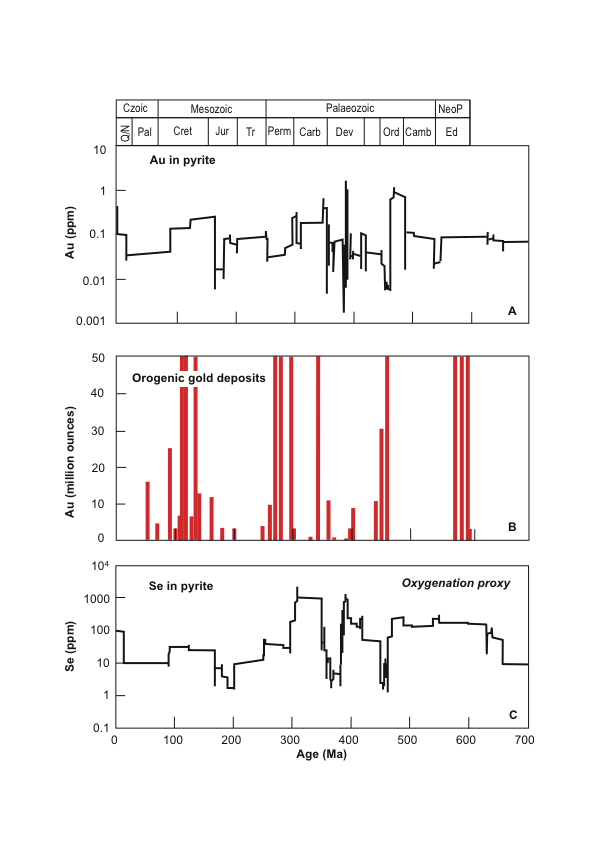 Czoic Mesozoic Palaeozoic NeoP
Q/N Pal Cret Jur Tr Perm Carb Dev Ord Camb Ed
Au in pyrite
10
1
0.1
0.01
0.001
Au (ppm)
A
Orogenic gold deposits
50
40
30
20
10
0
Au (million ounces)
B
Se in pyrite
Oxygenation proxy
10⁴
1000
100
10
1
0.1
Se (ppm)
C
0 100 200 300 400 500 600 700
Age (Ma)